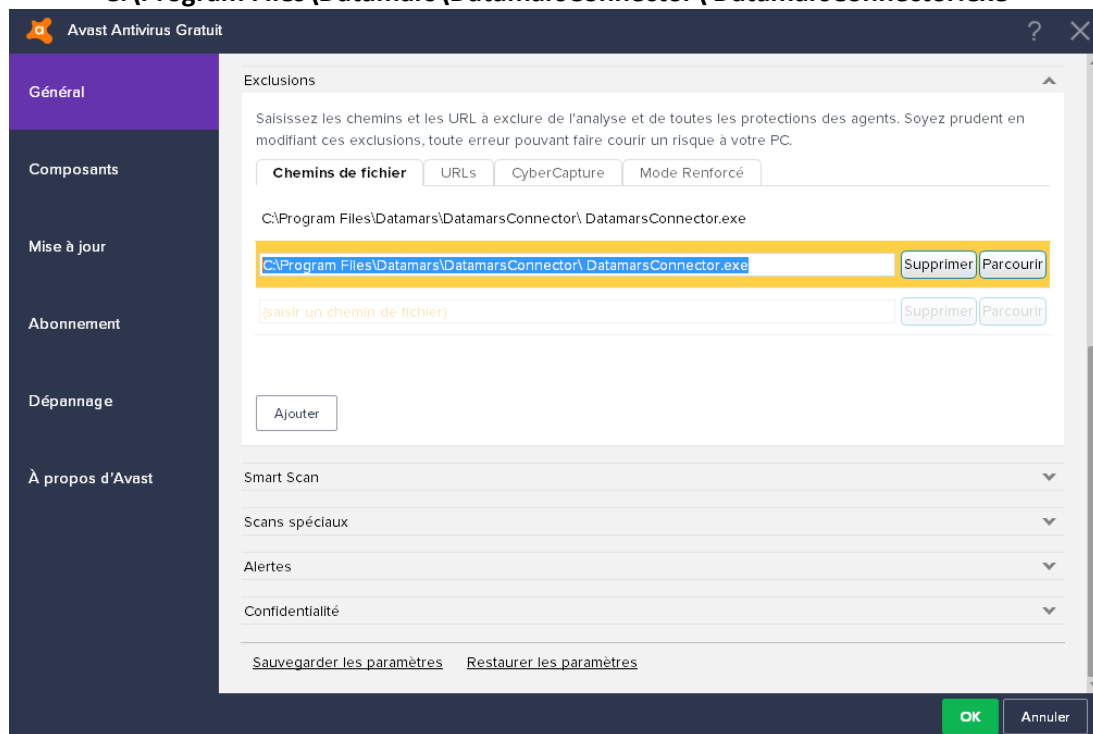 Avast Antivirus Gratuit
?
Général
Exclusions
Saisissez les chemins et les URL à exclure de l'analyse et de toutes les protections des agents. Soyez prudent en
modifiant ces exclusions, toute erreur pouvant faire courir un risque à votre PC.
Chemins de fichier URLs CyberCapture Mode Renforcé
C:\Program Files\Datamars\DatamarsConnector\ DatamarsConnector.exe
C:\Program Files\Datamars\DatamarsConnector\ DatamarsConnector.exe Supprimer Parcourir
(saisir un chemin de fichier) Supprimer Parcourir
Ajouter
Composants
Mise à jour
Abonnement
Dépannage
À propos d'Avast
Smart Scan
Scans spéciaux
Alertes
Confidentialité
Sauvegarder les paramètres Restaurer les paramètres
OK Annuler